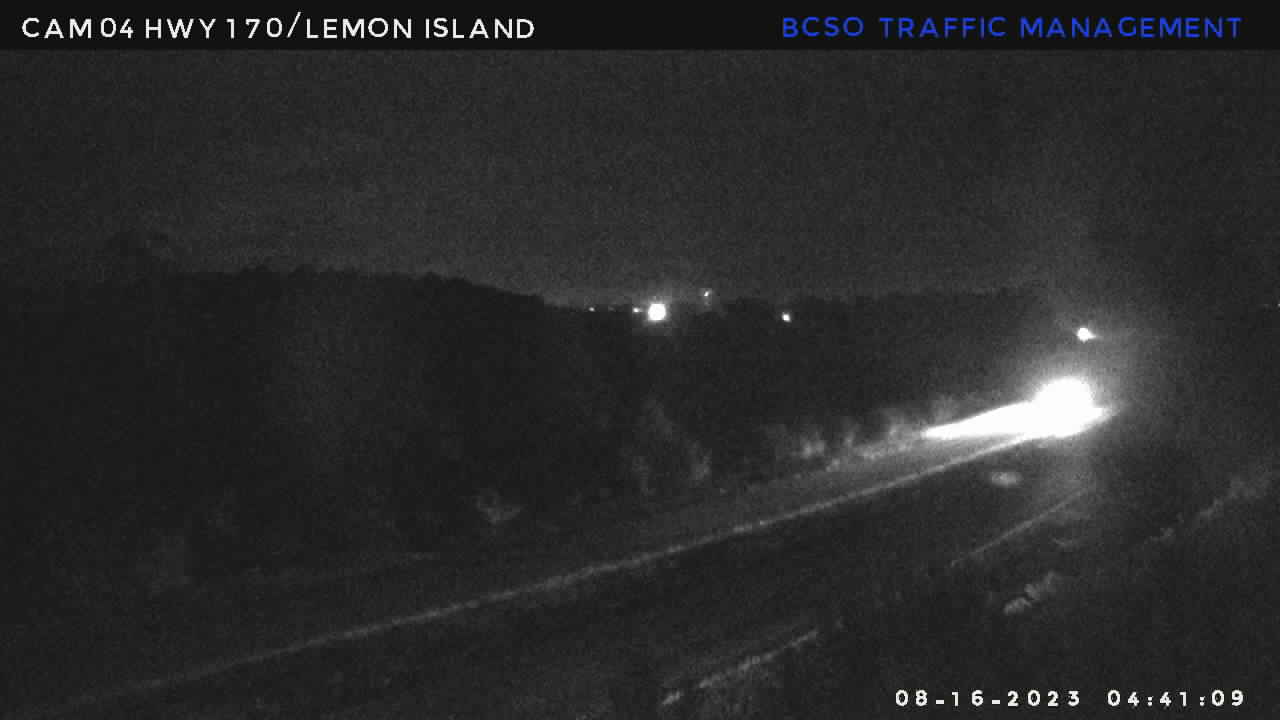 CAM04 HWY 170/LEMON ISLAND
BCSO TRAFFIC MANAGEMENT
08-16-2023 04:41:09